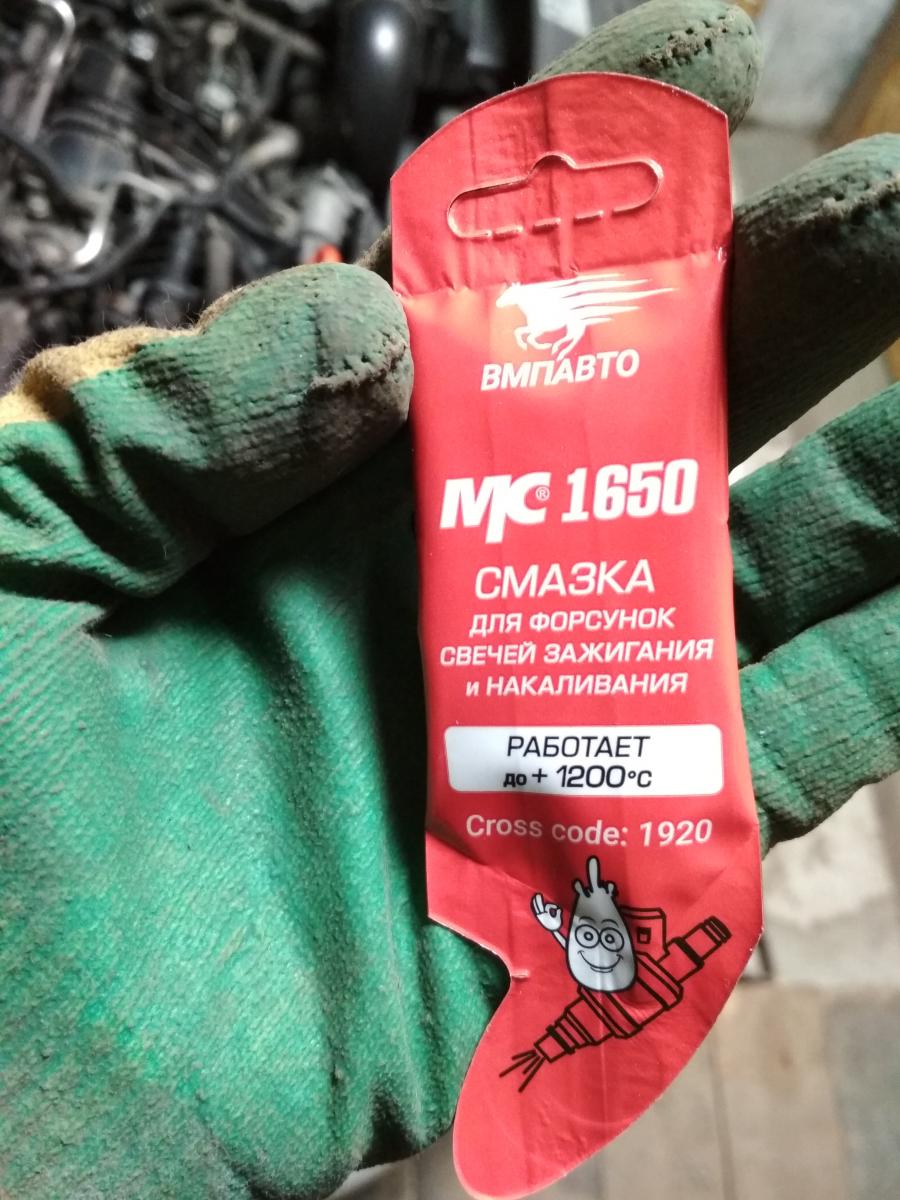 ВМПАВТО
МС® 1650
СМАЗКА
ДЛЯ ФОРСУНОК
СВЕЧЕЙ ЗАЖИГАНИЯ
и НАКАЛИВАНИЯ
РАБОТАЕТ
до + 1200°С
Cross code: 1920